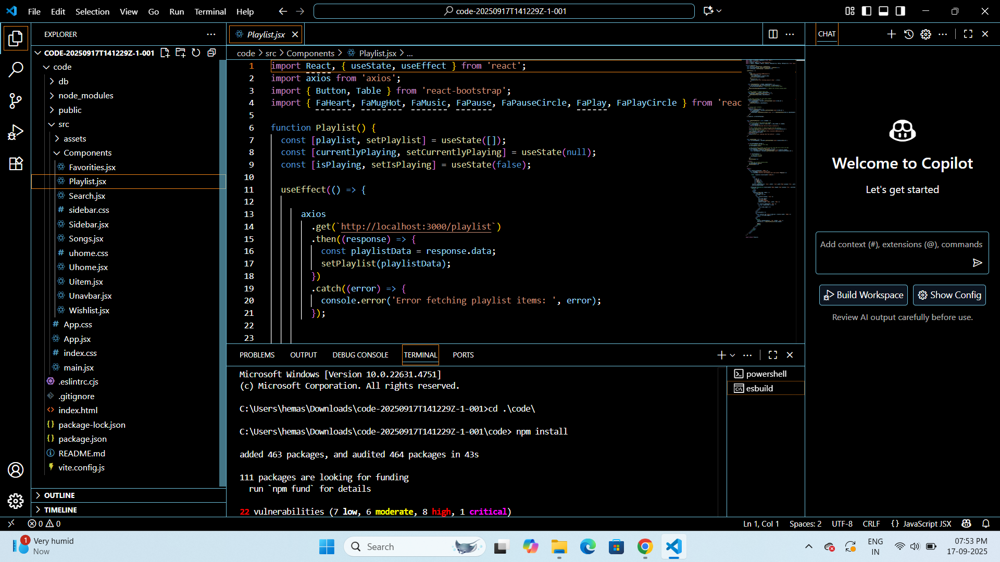 File Edit Selection View Go Run Terminal Help
code-20250917T141229Z-1-001
EXPLORER
CODE-20250917T141229Z-1-001
code
db
node_modules
public
src
assets
Components
Favorities.jsx
Playlist.jsx
Search.jsx
sidebar.css
Sidebar.jsx
Songs.jsx
uhome.css
Uhome.jsx
Uitem.jsx
Unavbar.jsx
Wishlist.jsx
App.css
App.jsx
index.css
main.jsx
.eslintrc.cjs
.gitignore
index.html
package-lock.json
package.json
README.md
vite.config.js
OUTLINE
TIMELINE
Playlist.jsx
code > src > Components > Playlist.jsx > ...
1 import React, { useState, useEffect } from 'react';
2 import axios from 'axios';
3 import { Button, Table } from 'react-bootstrap';
4 import { FaHeart, FaMugHot, FaMusic, FaPause, FaPauseCircle, FaPlay, FaPlayCircle } from 'reac
5
6 function Playlist() {
7 const [playlist, setPlaylist] = useState([]);
8 const [currentlyPlaying, setCurrentlyPlaying] = useState(null);
9 const [isPlaying, setIsPlaying] = useState(false);
10
11 useEffect(() => {
12
13 axios
14 .get(`http://localhost:3000/playlist`)
15 .then((response) => {
16 const playlistData = response.data;
17 setPlaylist(playlistData);
18 })
19 .catch((error) => {
20 console.error('Error fetching playlist items: ', error);
21 });
22
23
PROBLEMS OUTPUT DEBUG CONSOLE TERMINAL PORTS
Microsoft Windows [Version 10.0.22631.4751]
(c) Microsoft Corporation. All rights reserved.
C:\Users\hemas\Downloads\code-20250917T141229Z-1-001>cd .\code\
C:\Users\hemas\Downloads\code-20250917T141229Z-1-001\code> npm install
added 463 packages, and audited 464 packages in 43s
111 packages are looking for funding
run `npm fund` for details
22 vulnerabilities (7 low, 6 moderate, 8 high, 1 critical)
powershell
esbuild
CHAT
Welcome to Copilot
Let's get started
Add context (#), extensions (@), commands
Build Workspace Show Config
Review AI output carefully before use.
0 0
Ln 1, Col 1 Spaces: 2 UTF-8 CRLF {} JavaScript JSX
1
Very humid
Now
Search
ENG
IN
07:53 PM
17-09-2025